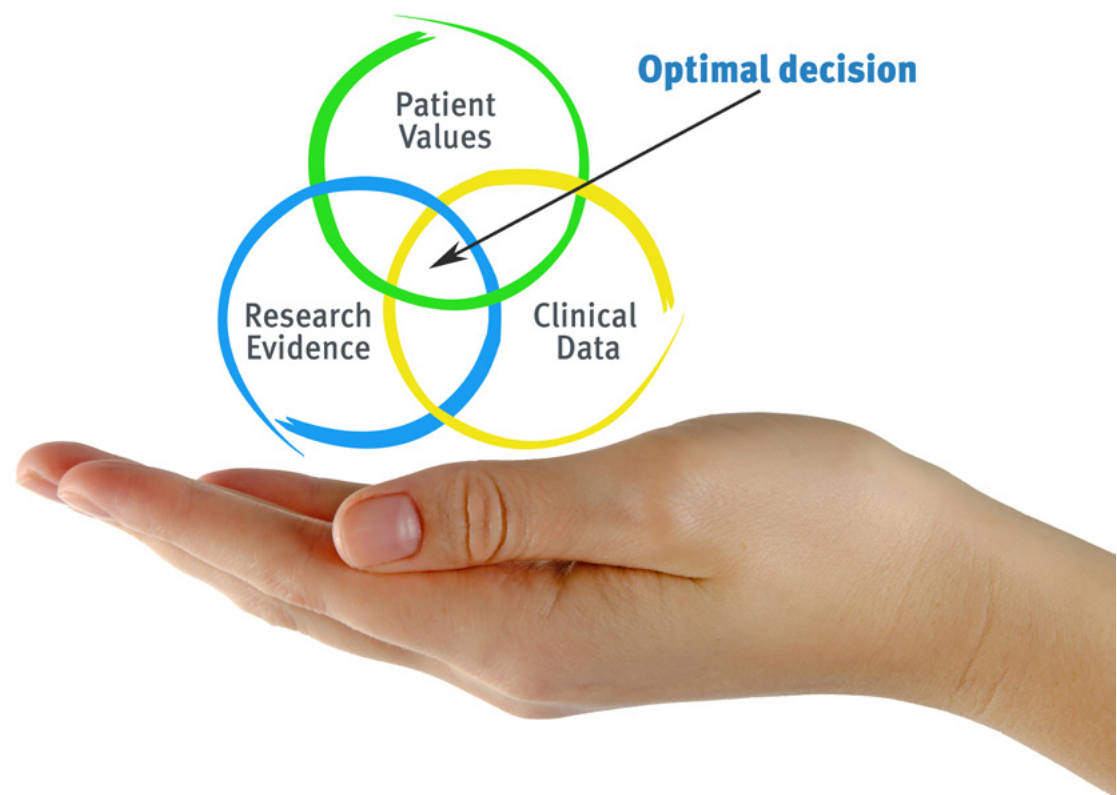 Optimal decision
Patient
Values
Research
Evidence
Clinical
Data